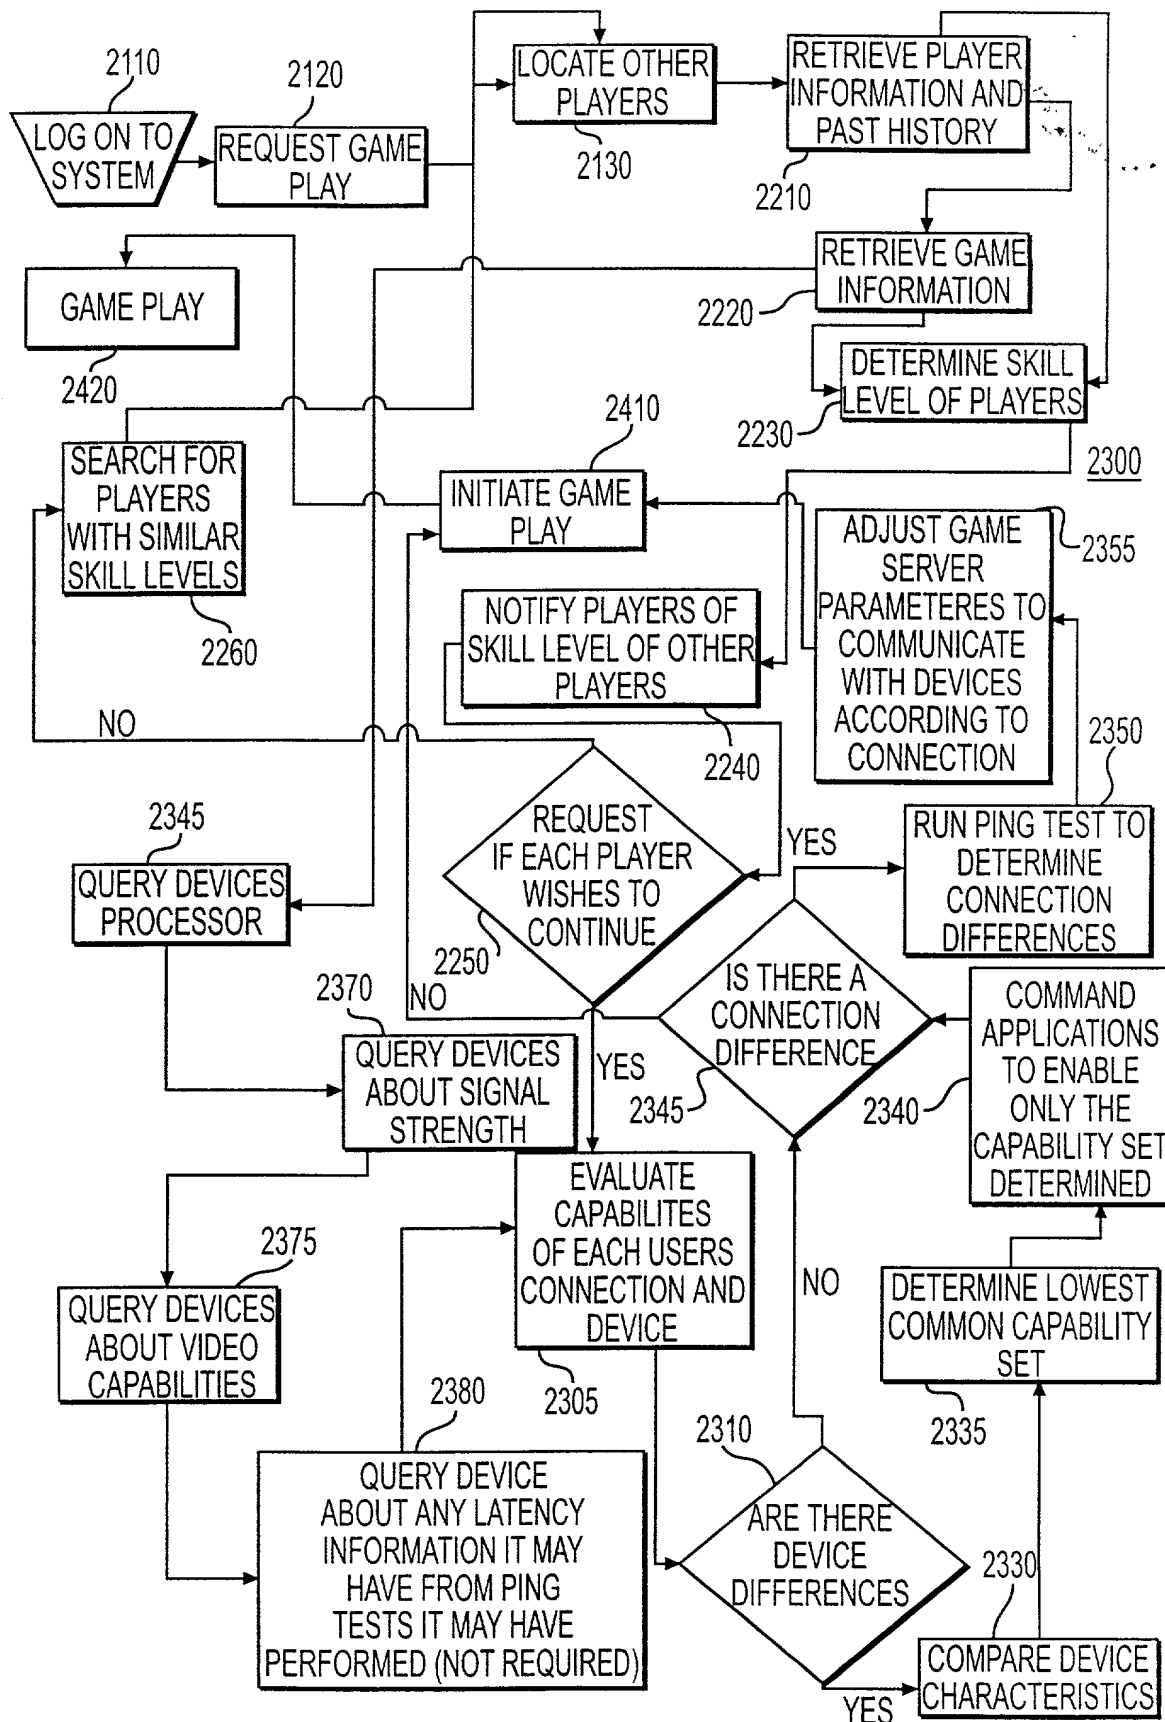 2110
LOG ON TO
SYSTEM
2120
REQUEST GAME
PLAY
LOCATE OTHER
PLAYERS
2130
RETRIEVE PLAYER
INFORMATION AND
PAST HISTORY
2210
RETRIEVE GAME
INFORMATION
2220
GAME PLAY
2420
DETERMINE SKILL
LEVEL OF PLAYERS
2230
2300
SEARCH FOR
PLAYERS
WITH SIMILAR
SKILL LEVELS
2260
2410
INITIATE GAME
PLAY
ADJUST GAME
SERVER
PARAMETERES TO
COMMUNICATE
WITH DEVICES
ACCORDING TO
CONNECTION
2355
NOTIFY PLAYERS OF
SKILL LEVEL OF OTHER
PLAYERS
2240
NO
REQUEST
IF EACH PLAYER
WISHES TO
CONTINUE
2250
YES
2350
RUN PING TEST TO
DETERMINE
CONNECTION
DIFFERENCES
2345
QUERY DEVICES
PROCESSOR
NO
IS THERE A
CONNECTION
DIFFERENCE
2345
COMMAND
APPLICATIONS
TO ENABLE
ONLY THE
CAPABILITY SET
DETERMINED
2340
2370
QUERY DEVICES
ABOUT SIGNAL
STRENGTH
YES
EVALUATE
CAPABILITES
OF EACH USERS
CONNECTION AND
DEVICE
2305
2375
QUERY DEVICES
ABOUT VIDEO
CAPABILITIES
NO
DETERMINE LOWEST
COMMON CAPABILITY
SET
2335
2380
QUERY DEVICE
ABOUT ANY LATENCY
INFORMATION IT MAY
HAVE FROM PING
TESTS IT MAY HAVE
PERFORMED (NOT REQUIRED)
2310
ARE THERE
DEVICE
DIFFERENCES
2330
COMPARE DEVICE
CHARACTERISTICS
YES